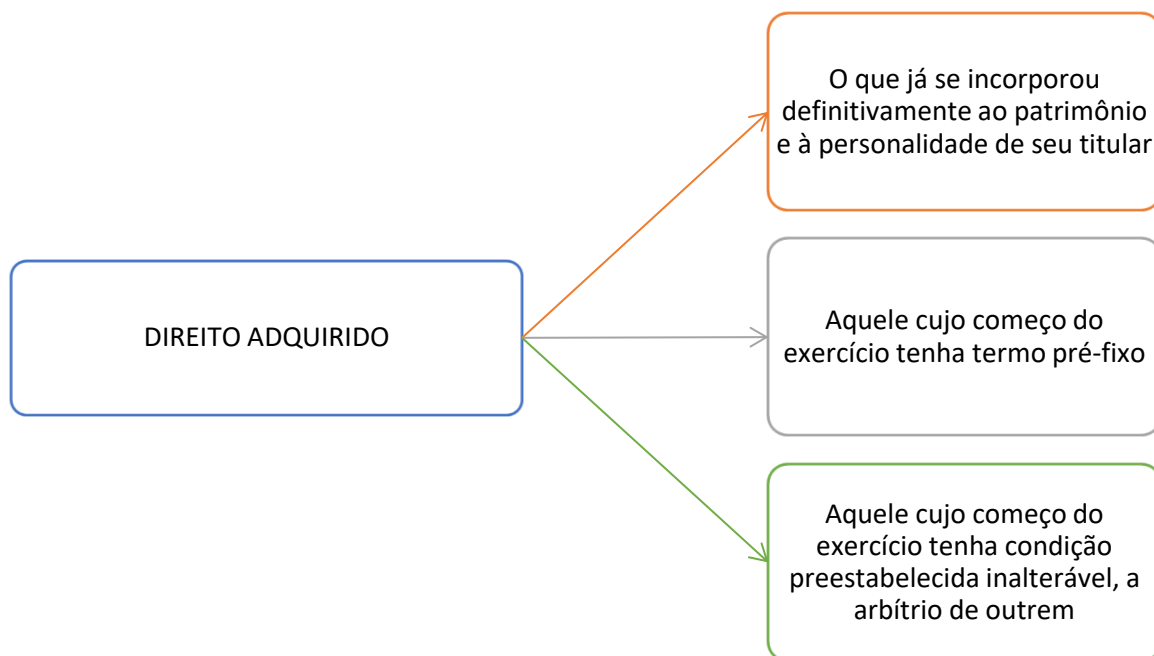 O que já se incorporou
definitivamente ao patrimônio
e à personalidade de seu titular
DIREITO ADQUIRIDO
Aquele cujo começo do
exercício tenha termo pré-fixo
Aquele cujo começo do
exercício tenha condição
preestabelecida inalterável, a
arbítrio de outrem